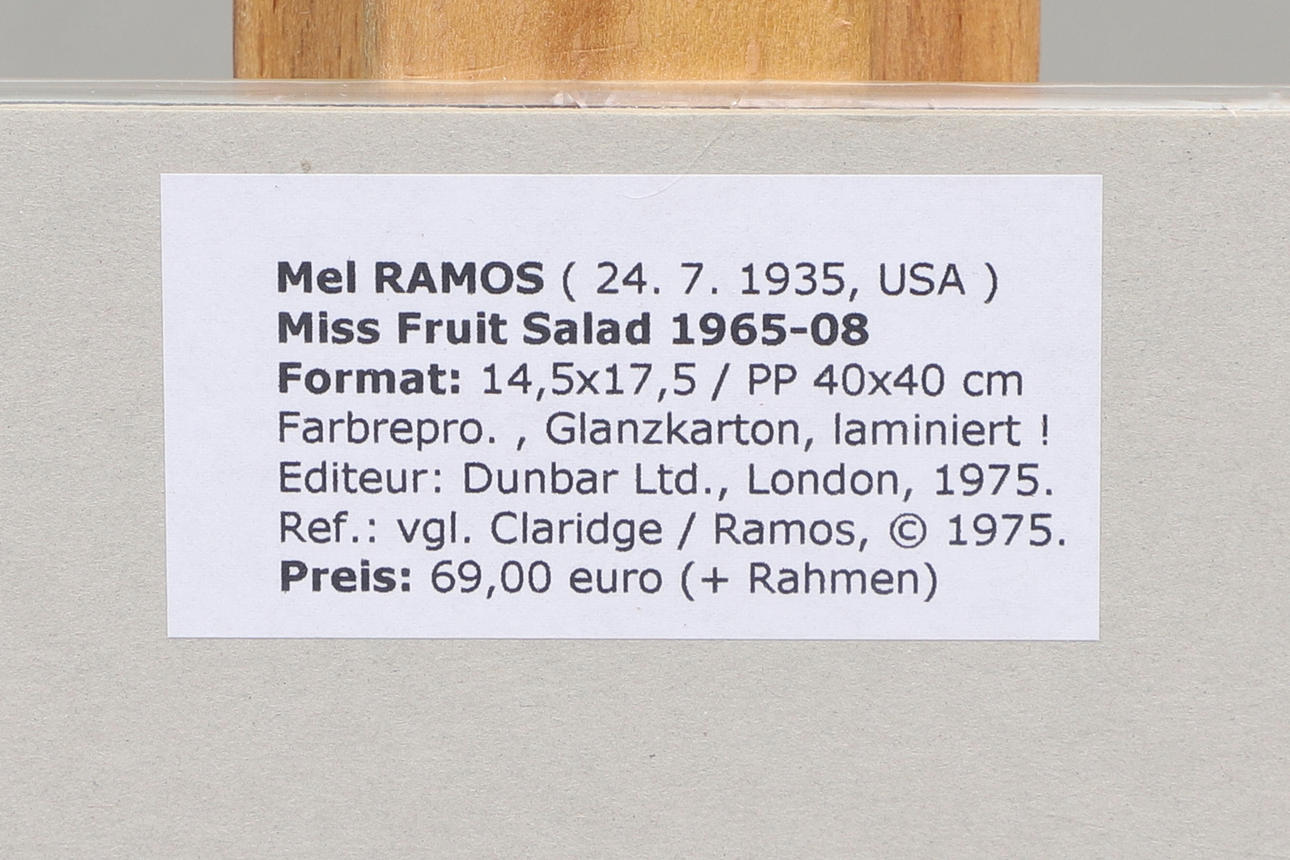 Mel RAMOS ( 24. 7. 1935, USA )
Miss Fruit Salad 1965-08
Format: 14,5x17,5 / PP 40x40 cm
Farbrepro. , Glanzkarton, laminiert !
Editeur: Dunbar Ltd., London, 1975.
Ref.: vgl. Claridge / Ramos, © 1975.
Preis: 69,00 euro (+ Rahmen)